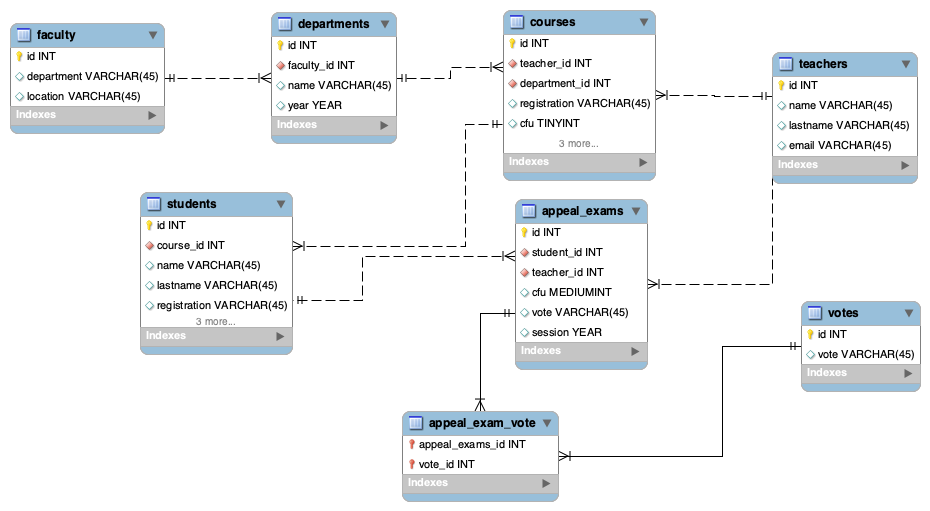 faculty
id INT
department VARCHAR(45)
location VARCHAR(45)
Indexes
departments
id INT
faculty_id INT
name VARCHAR(45)
year YEAR
Indexes
courses
id INT
teacher_id INT
department_id INT
registration VARCHAR(45)
cfu TINYINT
3 more...
Indexes
teachers
id INT
name VARCHAR(45)
lastname VARCHAR(45)
email VARCHAR(45)
Indexes
students
id INT
course_id INT
name VARCHAR(45)
lastname VARCHAR(45)
registration VARCHAR(45)
3 more...
Indexes
appeal_exams
id INT
student_id INT
teacher_id INT
cfu MEDIUMINT
vote VARCHAR(45)
session YEAR
Indexes
votes
id INT
vote VARCHAR(45)
Indexes
appeal_exam_vote
appeal_exams_id INT
vote_id INT
Indexes